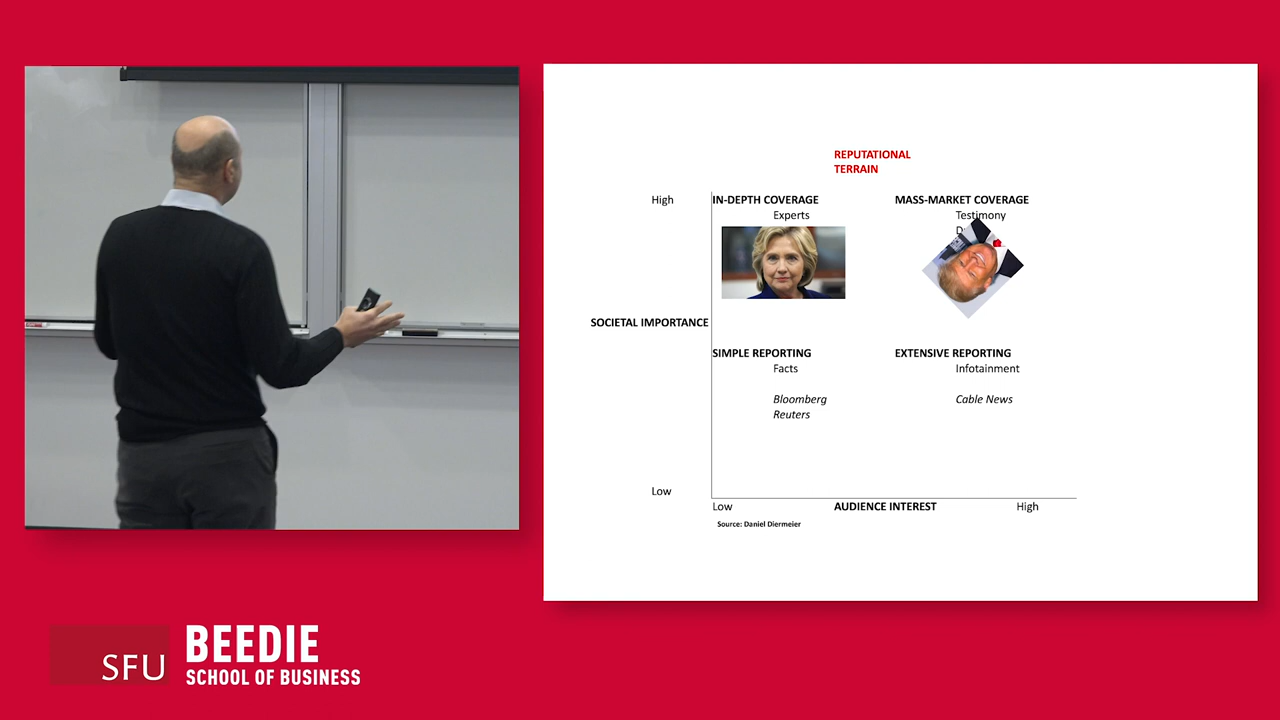 REPUTATIONAL
TERRAIN
High
IN-DEPTH COVERAGE
MASS-MARKET COVERAGE
Experts
Testimony
SOCIETAL IMPORTANCE
SIMPLE REPORTING
EXTENSIVE REPORTING
Facts
Infotainment
Bloomberg
Cable News
Reuters
Low
Low
AUDIENCE INTEREST
High
Source: Daniel Diermeier
SFU
BEEDIE
SCHOOL OF BUSINESS